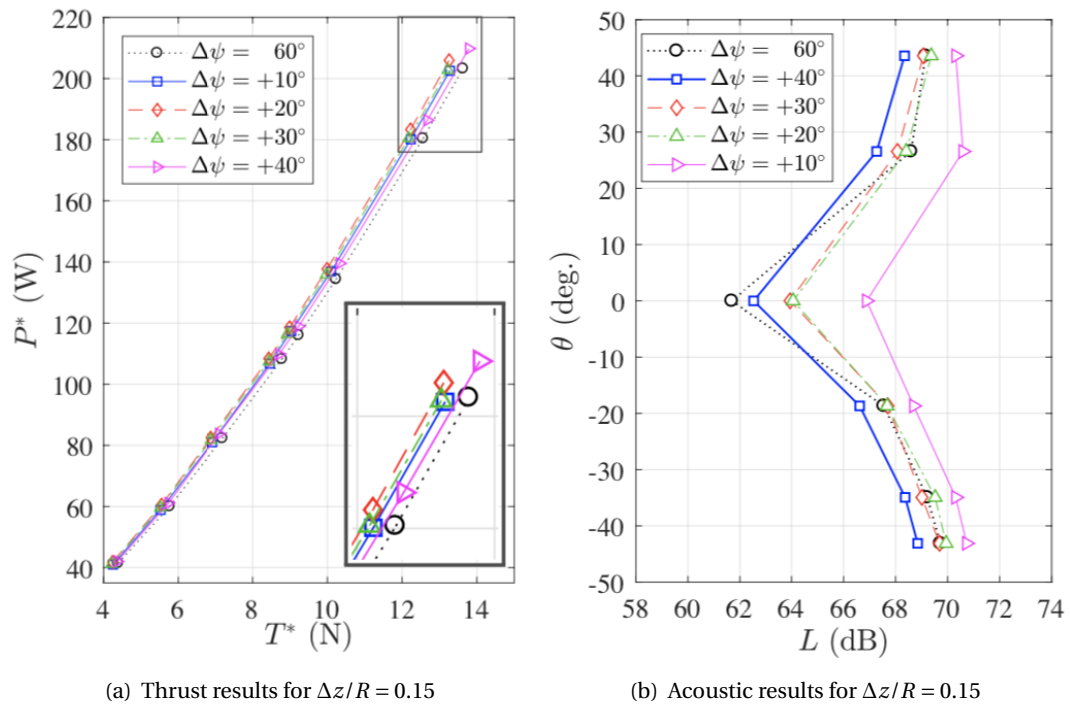 220
200
180
160
140
120
100
80
60
40
P* (W)
4
6
8
10
12
14
T* (N)
Δψ = 60°
Δψ = +10°
Δψ = +20°
Δψ = +30°
Δψ = +40°
(a) Thrust results for Δz/R = 0.15
50
40
30
20
10
0
-10
-20
-30
-40
-50
θ (deg.)
58
60
62
64
66
68
70
72
74
L (dB)
Δψ = 60°
Δψ = +40°
Δψ = +30°
Δψ = +20°
Δψ = +10°
(b) Acoustic results for Δz/R = 0.15